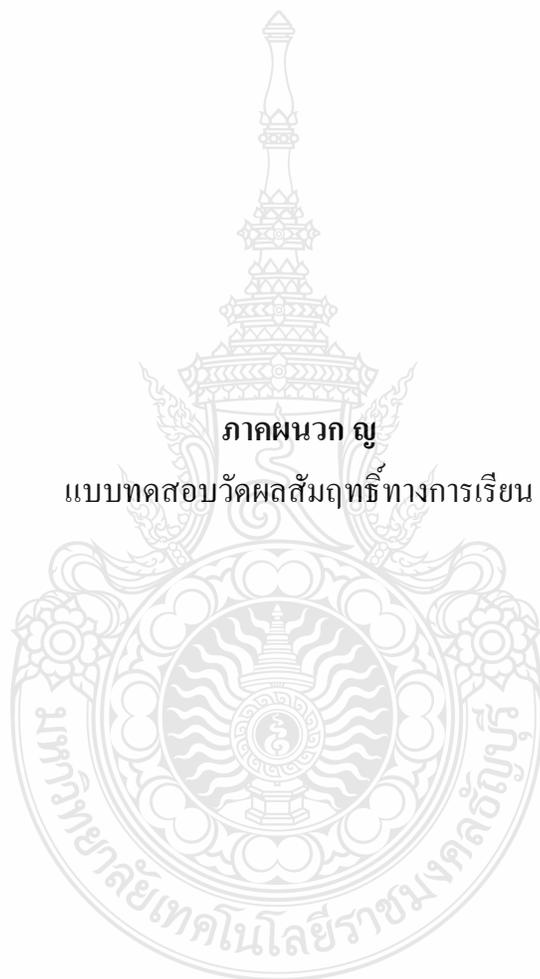 ภาคผนวก ญ
แบบทดสอบวัดผลสัมฤทธิ์ทางการเรียน
มหาวิทยาลัยเทคโนโลยีราชมงคลธัญบุรี